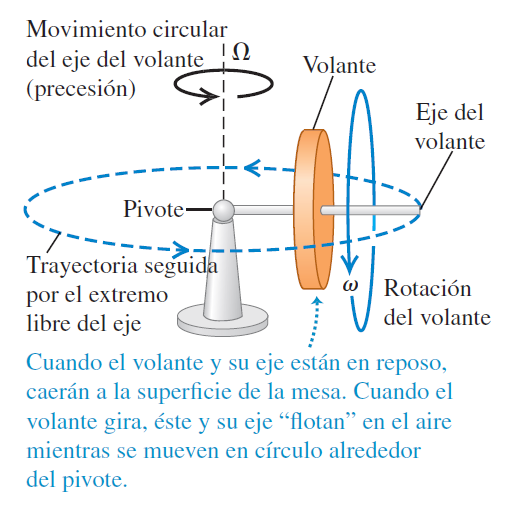 Movimiento circular
del eje del volante
(precesión)
Ω
Volante
Eje del
volante
Pivote
Trayectoria seguida
por el extremo
libre del eje
ω
Rotación
del volante
Cuando el volante y su eje están en reposo,
caerán a la superficie de la mesa. Cuando el
volante gira, éste y su eje “flotan” en el aire
mientras se mueven en círculo alrededor
del pivote.